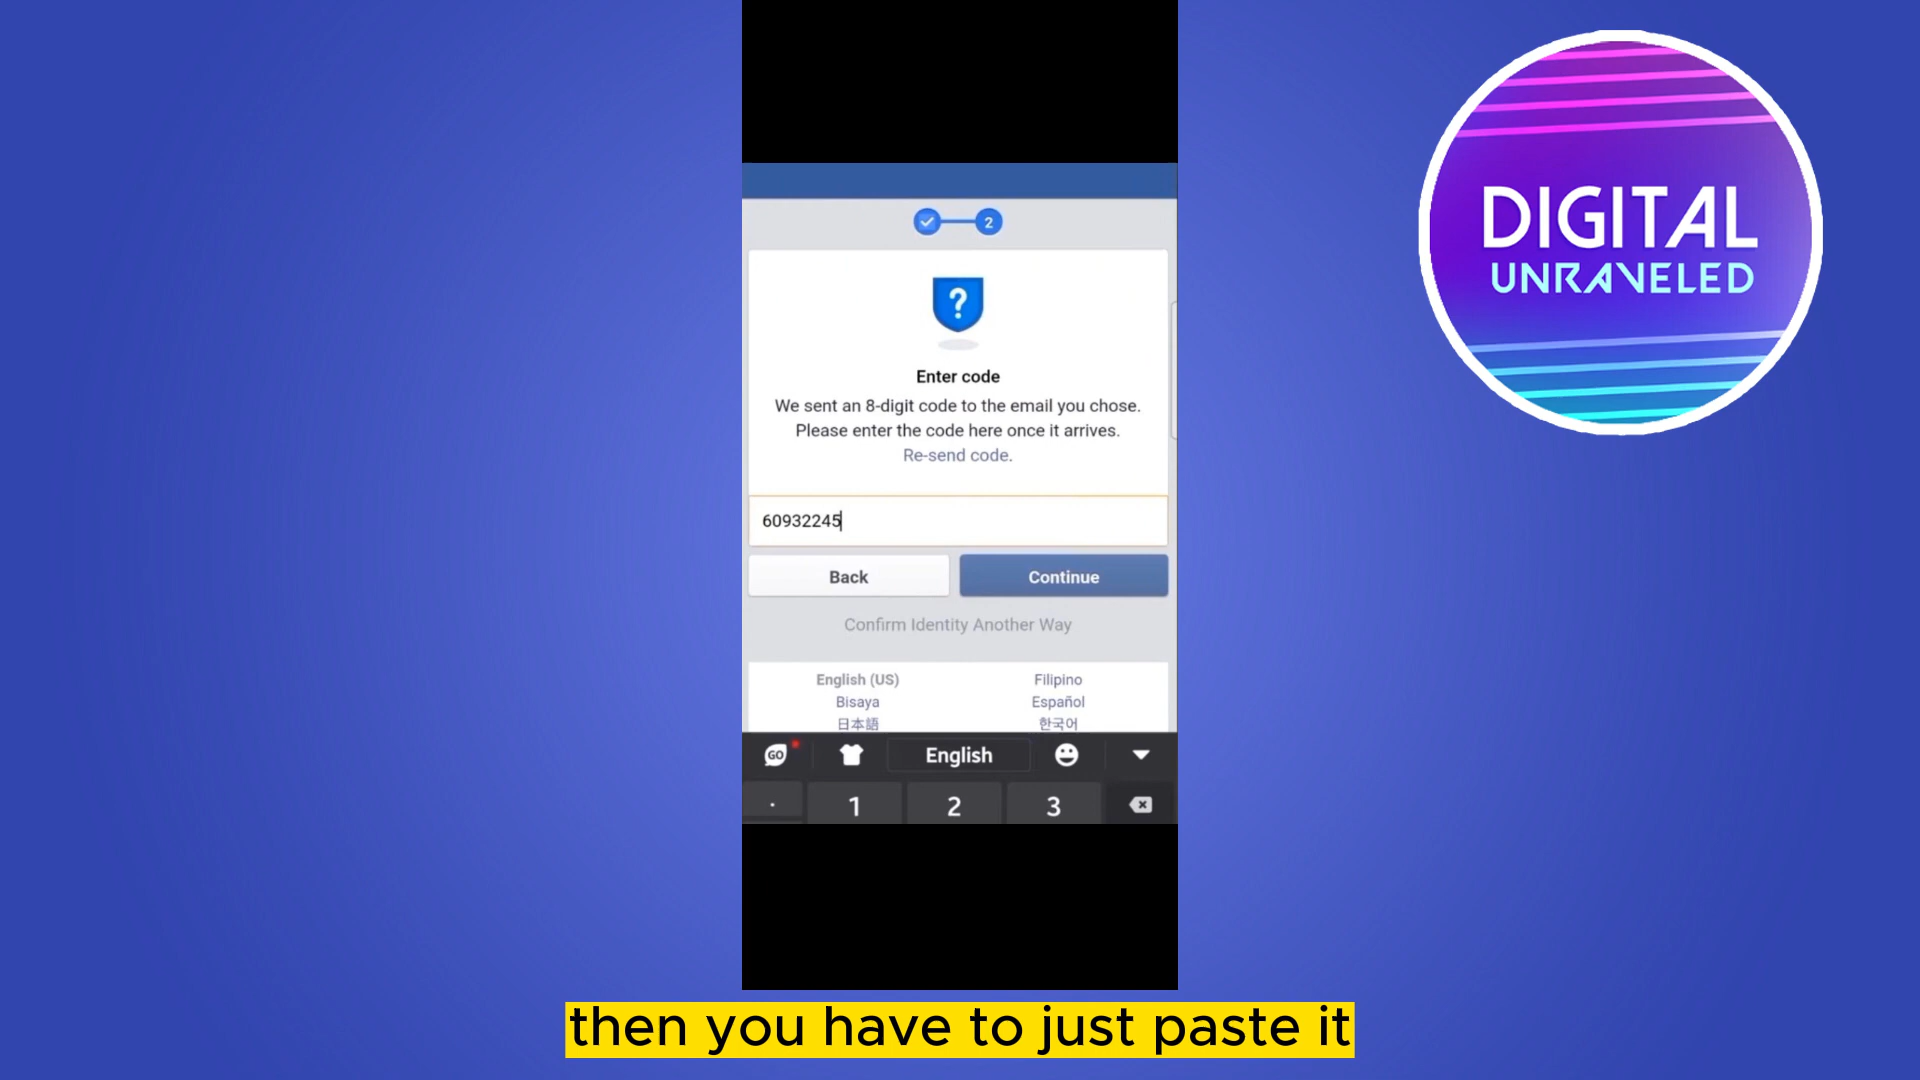 DIGITAL
UNRAVELED
2
?
Enter code
We sent an 8-digit code to the email you chose.
Please enter the code here once it arrives.
Re-send code.
60932245
Back
Continue
Confirm Identity Another Way
English (US)
Filipino
Bisaya
Español
日本語
한국어
GO
English
. 1 2 3
then you have to just paste it